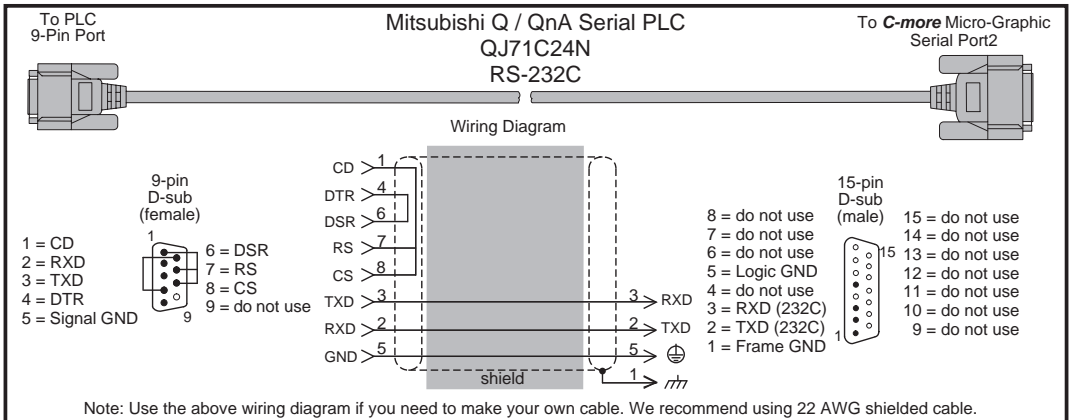 To PLC
9-Pin Port
Mitsubishi Q / QnA Serial PLC
QJ71C24N
RS-232C
To C-more Micro-Graphic
Serial Port2
Wiring Diagram
9-pin
D-sub
(female)
1
9
1 = CD
2 = RXD
3 = TXD
4 = DTR
5 = Signal GND
6 = DSR
7 = RS
8 = CS
9 = do not use
CD 1
DTR 4
DSR 6
RS 7
CS 8
TXD 3
RXD 2
GND 5
3 RXD
2 TXD
5
1
shield
8 = do not use
7 = do not use
6 = do not use
5 = Logic GND
4 = do not use
3 = RXD (232C)
2 = TXD (232C)
1 = Frame GND
15-pin
D-sub
(male)
15
1
15 = do not use
14 = do not use
13 = do not use
12 = do not use
11 = do not use
10 = do not use
9 = do not use
Note: Use the above wiring diagram if you need to make your own cable. We recommend using 22 AWG shielded cable.